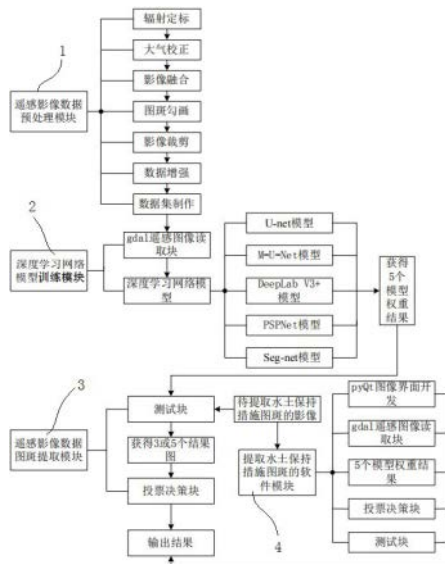 1
遥感影像数据
预处理模块
辐射定标
大气校正
影像融合
图斑勾画
影像裁剪
数据增强
数据集制作
2
深度学习网络
模型训练模块
gdal遥感图像读
取块
深度学习网络
模型
U-net模型
M-U-Net模型
DeepLab V3+
模型
PSPNet模型
Seg-net模型
获得
5个
模型
权重
结果
3
遥感影像数据
图斑提取模块
测试块
获得3或5个结果
图
投票决策块
输出结果
待提取水土保持
措施图斑的影像
提取水土保持
措施图斑的软
件模块
4
pyQt图像界面开
发
gdal遥感图像读
取块
5个模型权重结
果
投票决策块
测试块